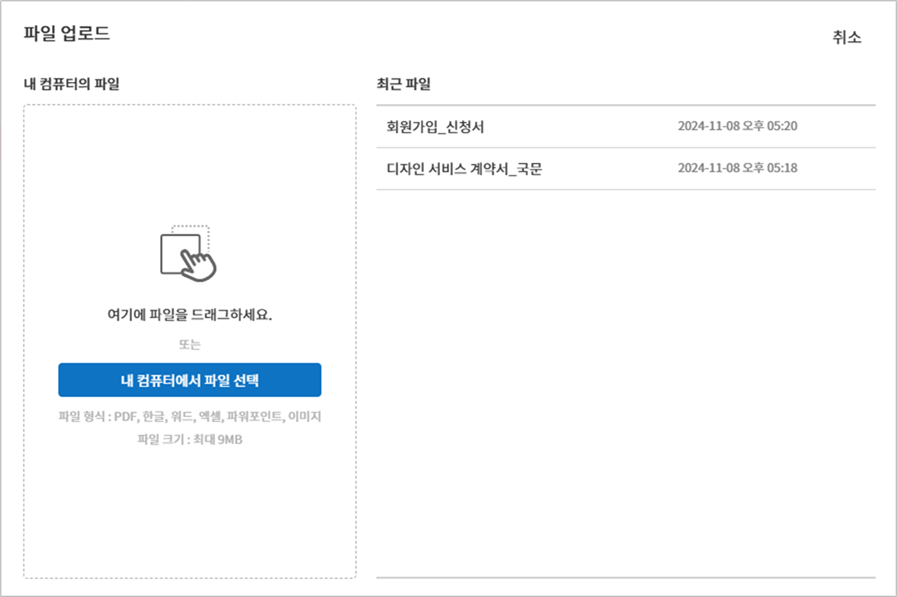 파일 업로드
취소
내 컴퓨터의 파일
여기에 파일을 드래그하세요.
또는
내 컴퓨터에서 파일 선택
파일 형식 : PDF, 한글, 워드, 엑셀, 파워포인트, 이미지
파일 크기 : 최대 9MB
최근 파일
회원가입_신청서 2024-11-08 오후 05:20
디자인 서비스 계약서_국문 2024-11-08 오후 05:18